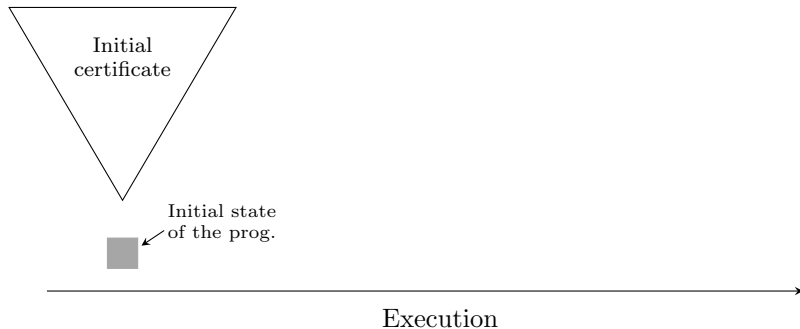 Initial
certificate
Initial state
of the prog.
Execution